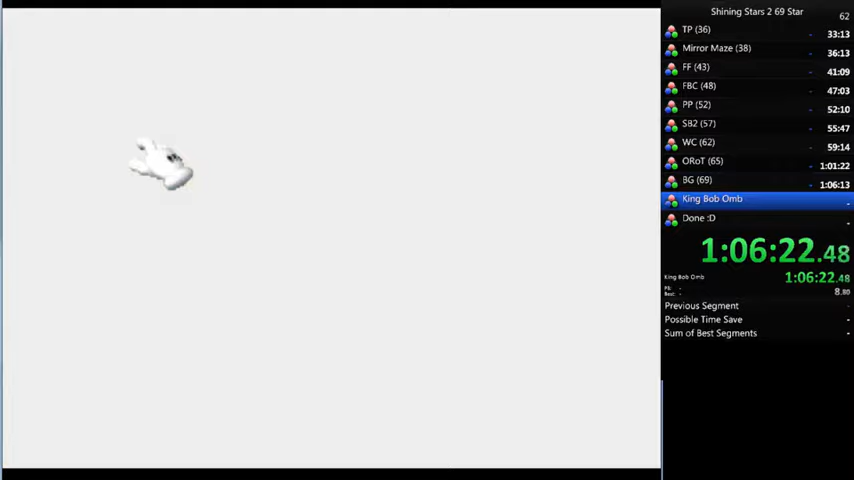 Shining Stars 2 69 Star
62
TP (36) - 33:13
Mirror Maze (38) - 36:13
FF (43) - 41:09
FBC (48) - 47:03
PP (52) - 52:10
SB2 (57) - 55:47
WC (62) - 59:14
ORoT (65) - 1:01:22
BG (69) - 1:06:13
King Bob Omb -
Done :D -
1:06:22.48
King Bob Omb 1:06:22.48
PB: -
Best: - 8.80
Previous Segment -
Possible Time Save -
Sum of Best Segments -